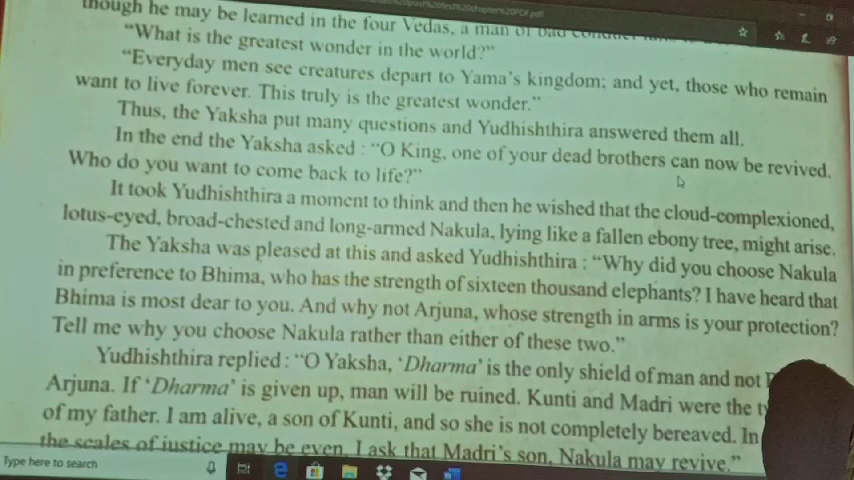 though he may be learned in the four Vedas, a man of bad conduct
“What is the greatest wonder in the world?”
“Everyday men see creatures depart to Yama’s kingdom; and yet, those who remain
want to live forever. This truly is the greatest wonder.”
Thus, the Yaksha put many questions and Yudhishthira answered them all.
In the end the Yaksha asked : “O King, one of your dead brothers can now be revived.
Who do you want to come back to life?”
It took Yudhishthira a moment to think and then he wished that the cloud-complexioned,
lotus-eyed, broad-chested and long-armed Nakula, lying like a fallen ebony tree, might arise.
The Yaksha was pleased at this and asked Yudhishthira : “Why did you choose Nakula
in preference to Bhima, who has the strength of sixteen thousand elephants? I have heard that
Bhima is most dear to you. And why not Arjuna, whose strength in arms is your protection?
Tell me why you choose Nakula rather than either of these two.”
Yudhishthira replied : “O Yaksha, ‘Dharma’ is the only shield of man and not
Arjuna. If ‘Dharma’ is given up, man will be ruined. Kunti and Madri were the
of my father. I am alive, a son of Kunti, and so she is not completely bereaved. In
the scales of justice may be even, I ask that Madri’s son, Nakula may revive.”
Type here to search